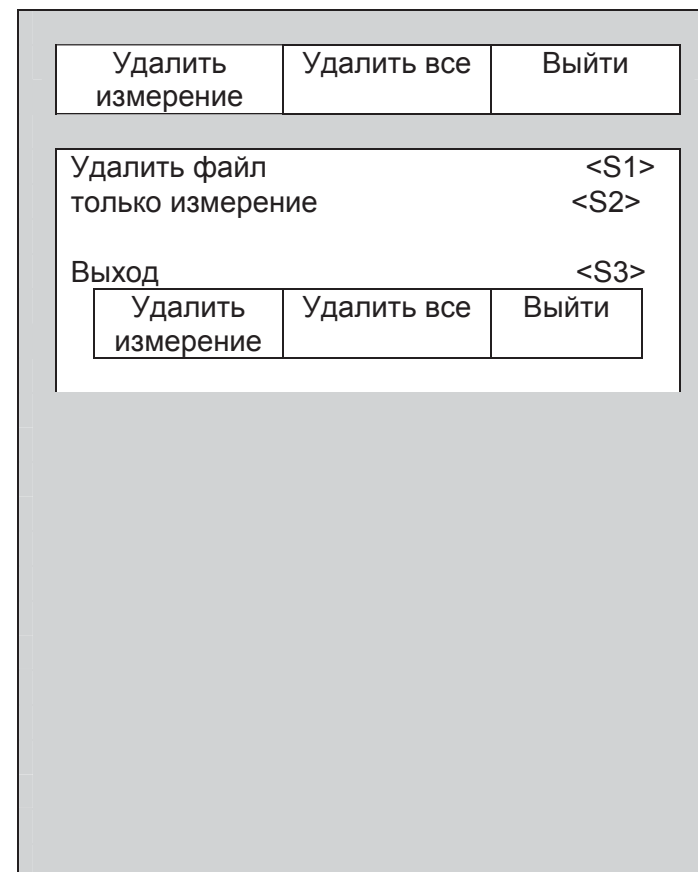 Удалить Удалить все Выйти
измерение
Удалить файл <S1>
только измерение <S2>
Выход <S3>
Удалить Удалить все Выйти
измерение